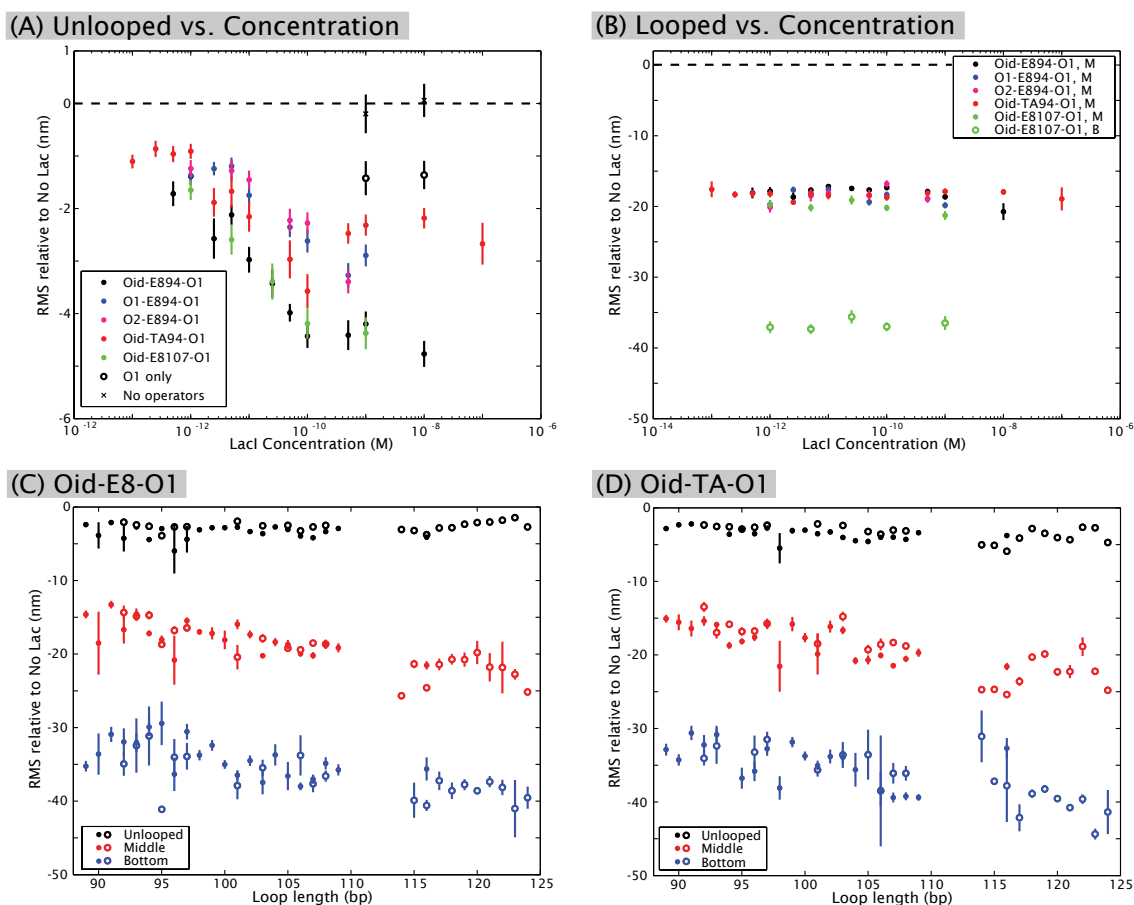 (A) Unlooped vs. Concentration
RMS relative to No Lac (nm)
1
0
-2
-4
-6
Oid-E894-O1
O1-E894-O1
O2-E894-O1
Oid-TA94-O1
Oid-E8107-O1
O1 only
No operators
10-12 10-12 10-10 10-8 10-6
LacI Concentration (M)
(B) Looped vs. Concentration
RMS relative to No Lac (nm)
0
-10
-20
-30
-40
-50
Oid-E894-O1, M
O1-E894-O1, M
O2-E894-O1, M
Oid-TA94-O1, M
Oid-E8107-O1, M
Oid-E8107-O1, B
10-14 10-12 10-10 10-8 10-6
LacI Concentration (M)
(C) Oid-E8-O1
RMS relative to No Lac (nm)
0
-10
-20
-30
-40
-50
Unlooped
Middle
Bottom
90 95 100 105 110 115 120 125
Loop length (bp)
(D) Oid-TA-O1
RMS relative to No Lac (nm)
0
-10
-20
-30
-40
-50
Unlooped
Middle
Bottom
90 95 100 105 110 115 120 125
Loop length (bp)